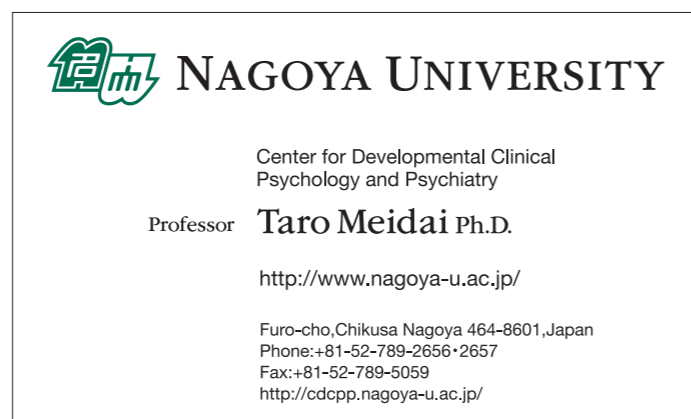 名大
NAGOYA UNIVERSITY
Center for Developmental Clinical
Psychology and Psychiatry
Professor Taro Meidai Ph.D.
http://www.nagoya-u.ac.jp/
Furo-cho,Chikusa Nagoya 464-8601,Japan
Phone:+81-52-789-2656・2657
Fax:+81-52-789-5059
http://cdcpp.nagoya-u.ac.jp/